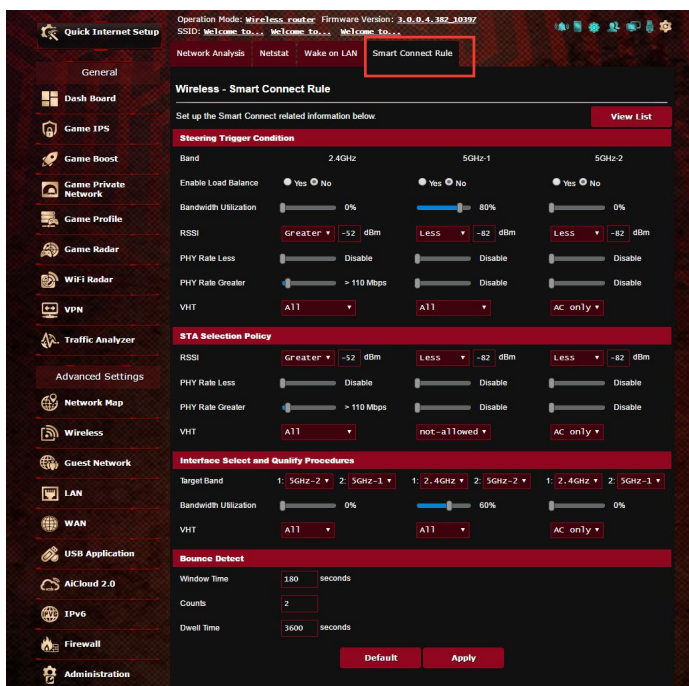 Quick Internet Setup
General
Dash Board
Game IPS
Game Boost
Game Private
Network
Game Profile
Game Radar
WiFi Radar
VPN
Traffic Analyzer
Advanced Settings
Network Map
Wireless
Guest Network
LAN
WAN
USB Application
AiCloud 2.0
IPv6
Firewall
Administration
Operation Mode: Wireless router Firmware Version: 3.0.0.4.382_10397
SSID: Welcome to... Welcome to... Welcome to...
Network Analysis Netstat Wake on LAN Smart Connect Rule
Wireless - Smart Connect Rule
Set up the Smart Connect related information below. View List
Steering Trigger Condition
Band 2.4GHz 5GHz-1 5GHz-2
Enable Load Balance Yes No Yes No Yes No
Bandwidth Utilization 0% 80% 0%
RSSI Greater -52 dBm Less -82 dBm Less -82 dBm
PHY Rate Less Disable Disable Disable
PHY Rate Greater > 110 Mbps Disable Disable
VHT All All AC only
STA Selection Policy
RSSI Greater -52 dBm Less -82 dBm Less -82 dBm
PHY Rate Less Disable Disable Disable
PHY Rate Greater > 110 Mbps Disable Disable
VHT All not-allowed AC only
Interface Select and Quality Procedures
Target Band 1: 5GHz-2 2: 5GHz-1 1: 2.4GHz 2: 5GHz-2 1: 2.4GHz 2: 5GHz-1
Bandwidth Utilization 0% 60% 0%
VHT All All AC only
Bounce Detect
Window Time 180 seconds
Counts 2
Dwell Time 3600 seconds
Default Apply